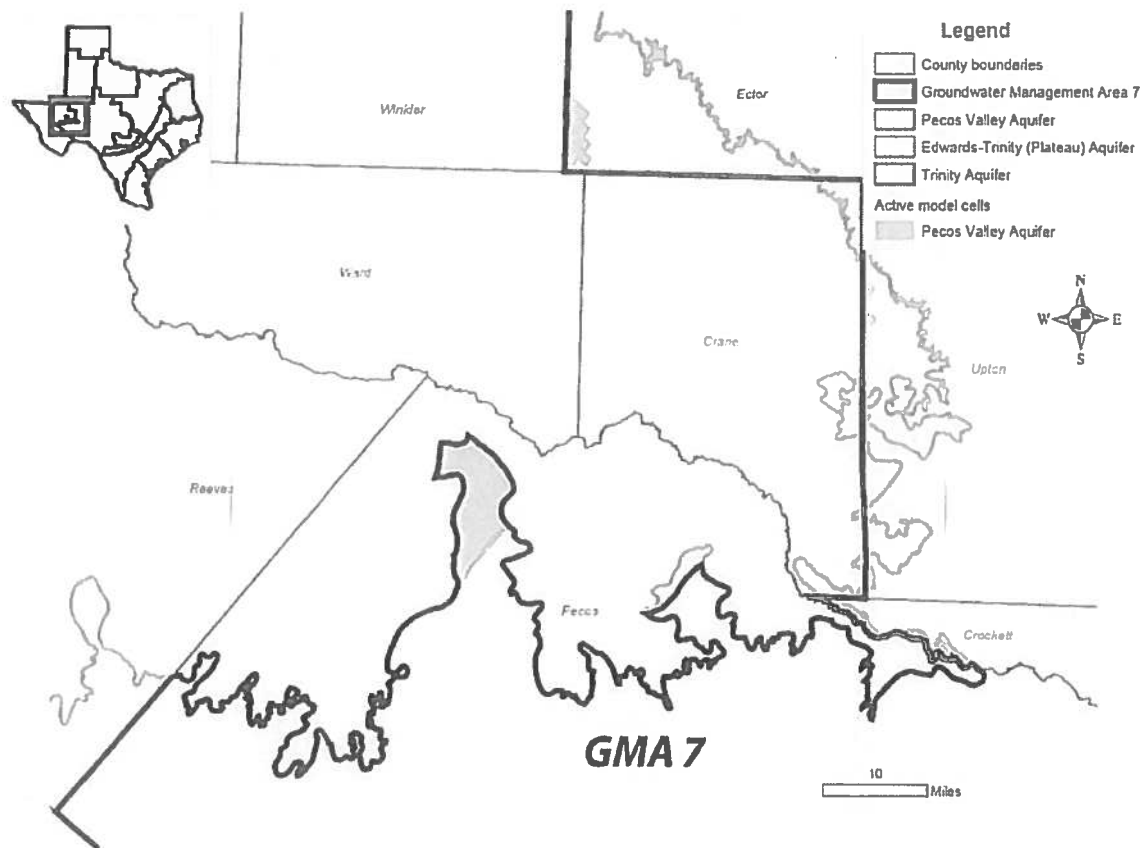 Legend
County boundaries
Groundwater Management Area 7
Pecos Valley Aquifer
Edwards-Trinity (Plateau) Aquifer
Trinity Aquifer
Active model cells
Pecos Valley Aquifer
Winkler
Ector
Ward
Crane
Upton
Reeves
Pecos
Crockett
N
W
E
S
GMA 7
10
Miles